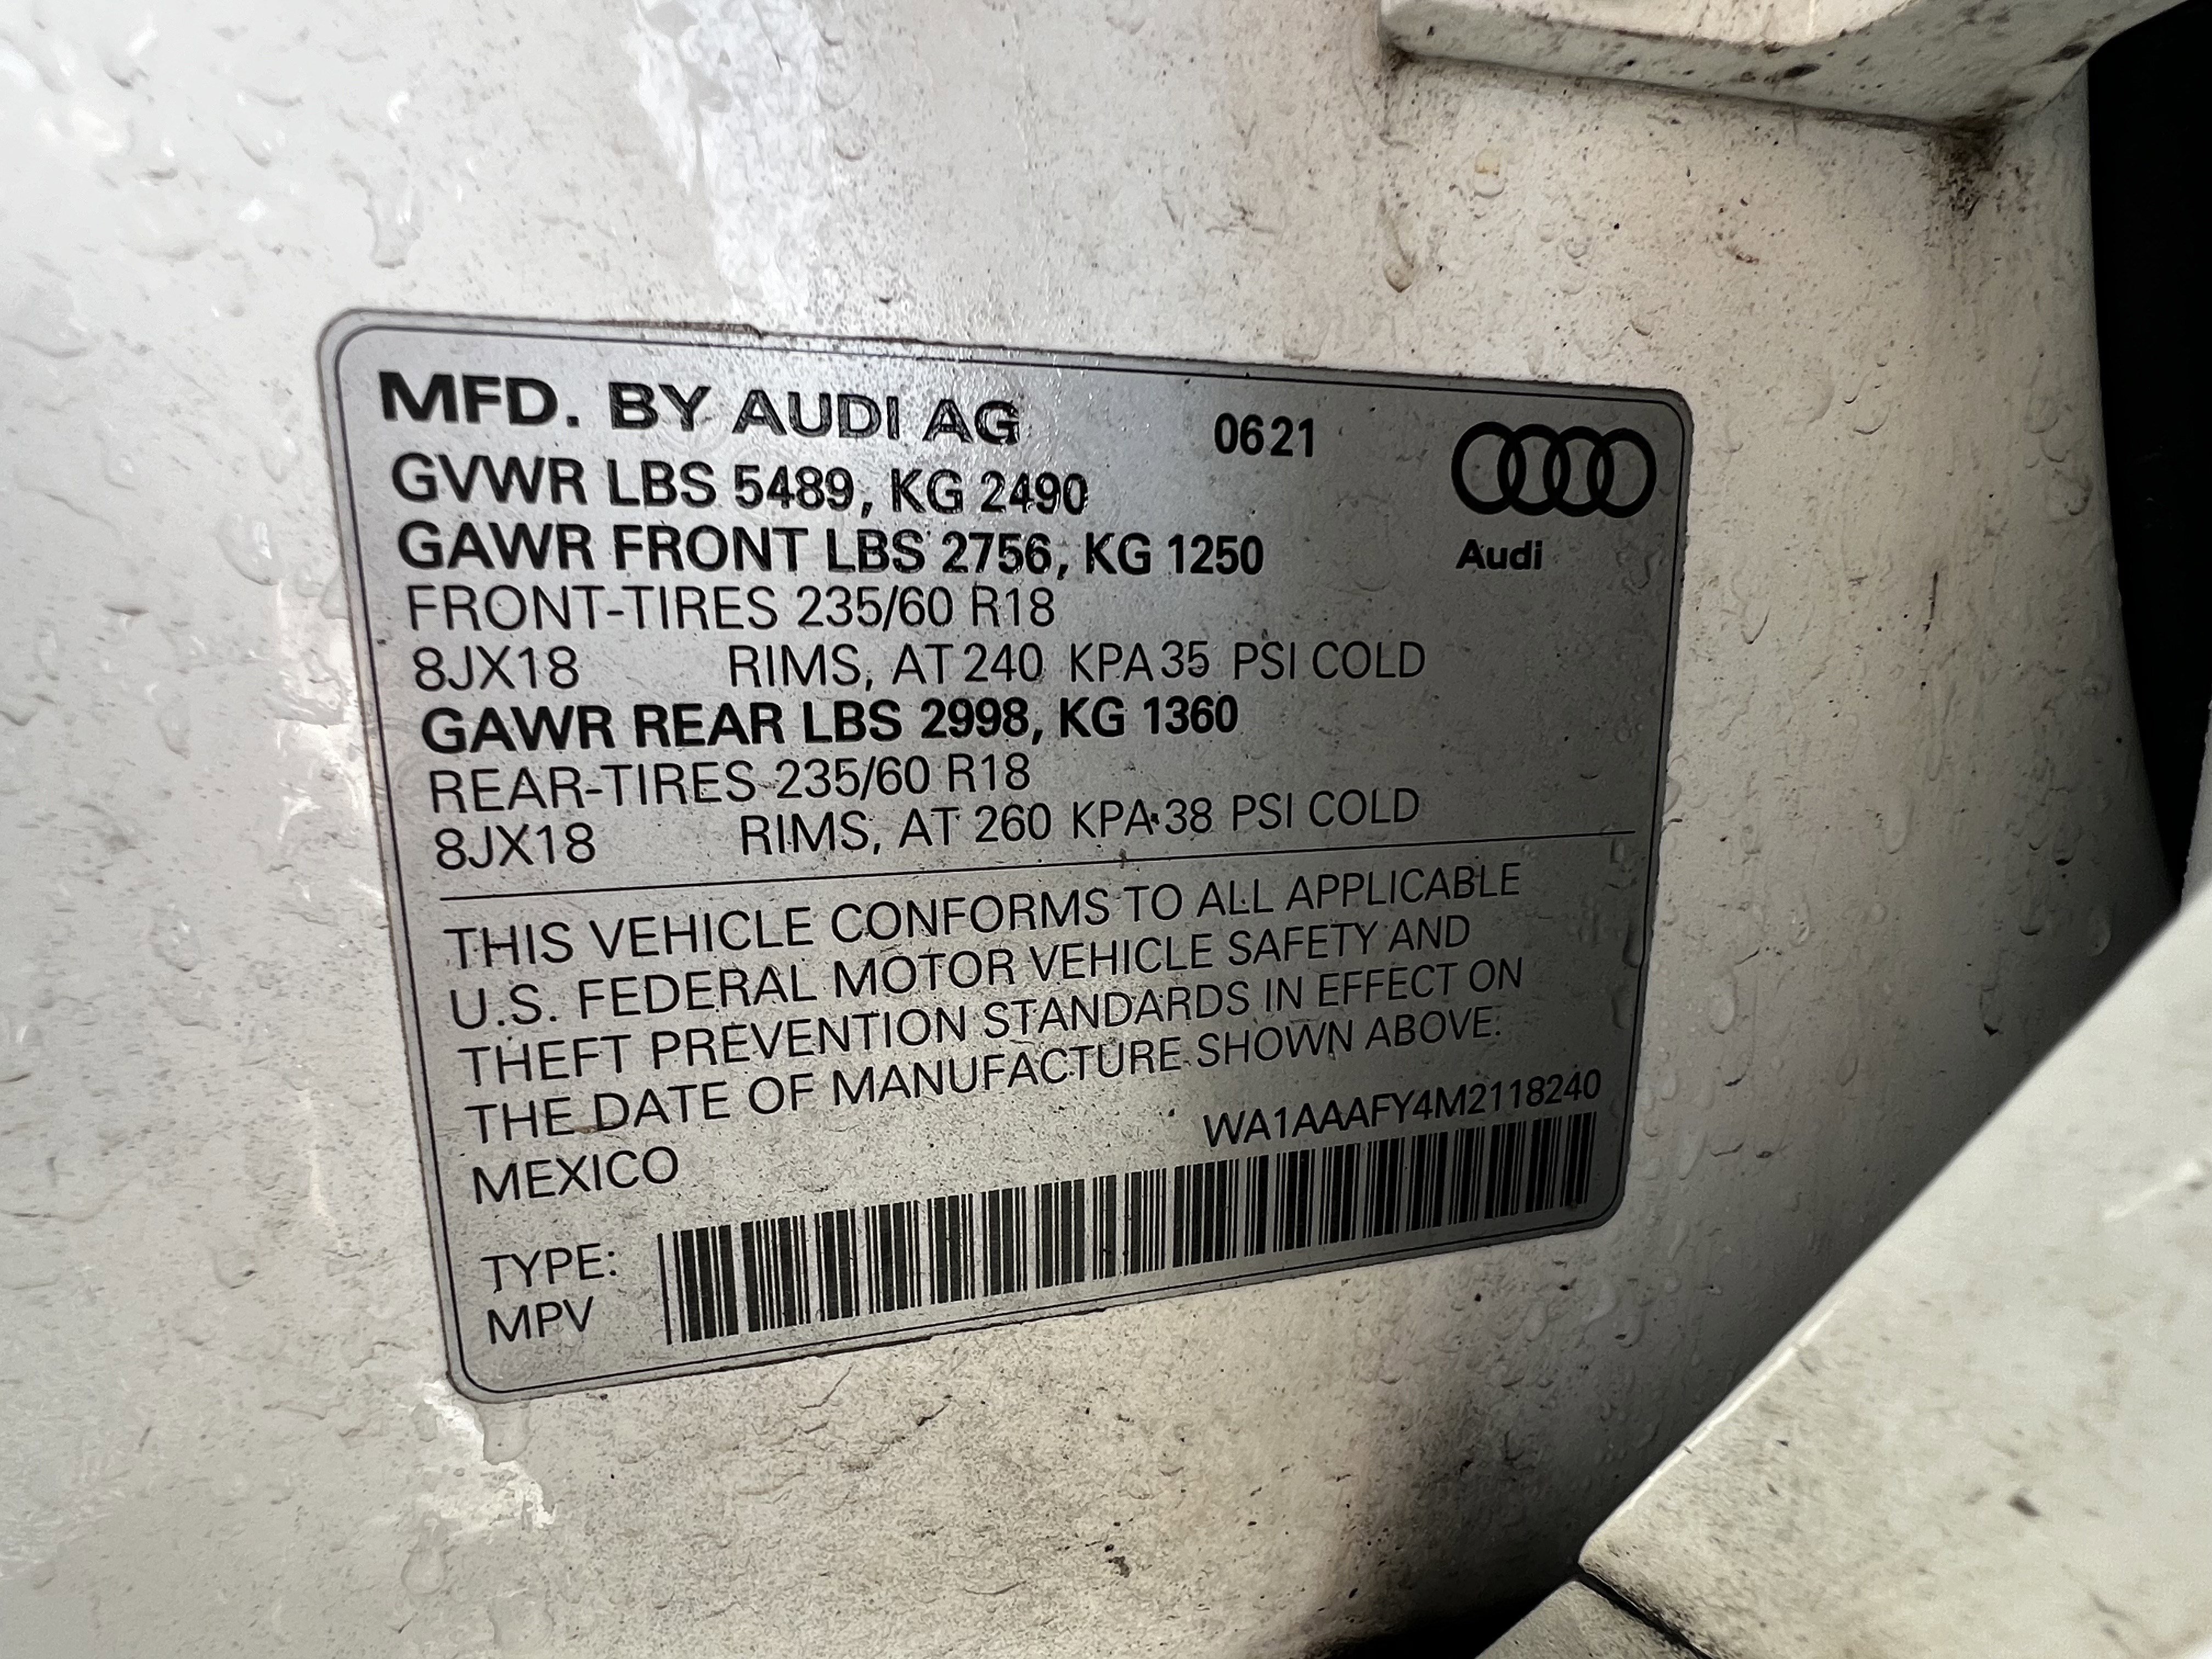 MFD. BY AUDI AG 0621
GVWR LBS 5489, KG 2490
GAWR FRONT LBS 2756, KG 1250
Audi
FRONT-TIRES 235/60 R18
8JX18 RIMS, AT 240 KPA 35 PSI COLD
GAWR REAR LBS 2998, KG 1360
REAR-TIRES 235/60 R18
8JX18 RIMS, AT 260 KPA 38 PSI COLD
THIS VEHICLE CONFORMS TO ALL APPLICABLE
U.S. FEDERAL MOTOR VEHICLE SAFETY AND
THEFT PREVENTION STANDARDS IN EFFECT ON
THE DATE OF MANUFACTURE SHOWN ABOVE.
WA1AAAFY4M2118240
MEXICO
TYPE:
MPV